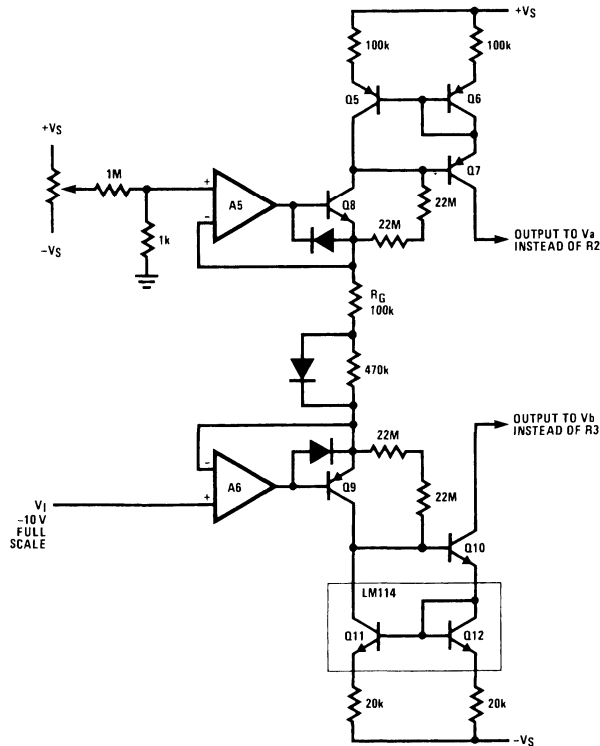 +VS
100k
100k
Q5
Q6
+VS
Q7
1M
+
A5
–
Q8
22M
22M
OUTPUT TO Va
INSTEAD OF R2
–VS
1k
RG
100k
470k
OUTPUT TO Vb
INSTEAD OF R3
–
A6
+
Q9
22M
22M
VI
–10V
FULL
SCALE
Q10
LM114
Q11
Q12
20k
20k
–VS